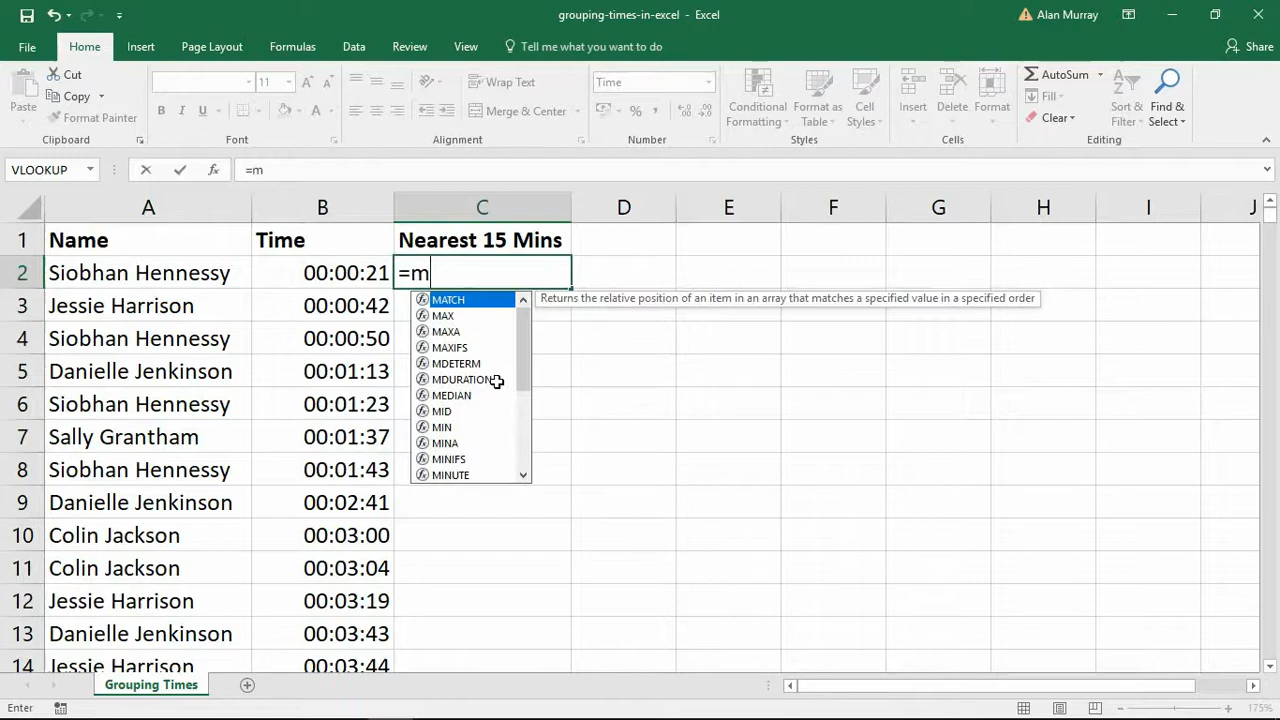 grouping-times-in-excel - Excel
Alan Murray
File Home Insert Page Layout Formulas Data Review View Tell me what you want to do Share
Paste
Cut
Copy
Format Painter
Clipboard
11
B I U A
Font
Wrap Text
Merge & Center
Alignment
Time
%
Number
Conditional Formatting
Format as Table
Cell Styles
Styles
Insert
Delete
Format
Cells
AutoSum
Fill
Clear
Sort & Filter
Find & Select
Editing
VLOOKUP fx =m
A B C D E F G H I J
1 Name Time Nearest 15 Mins
2 Siobhan Hennessy 00:00:21 =m
3 Jessie Harrison 00:00:42
4 Siobhan Hennessy 00:00:50
5 Danielle Jenkinson 00:01:13
6 Siobhan Hennessy 00:01:23
7 Sally Grantham 00:01:37
8 Siobhan Hennessy 00:01:43
9 Danielle Jenkinson 00:02:41
10 Colin Jackson 00:03:00
11 Colin Jackson 00:03:04
12 Jessie Harrison 00:03:19
13 Danielle Jenkinson 00:03:43
14 Jessie Harrison 00:03:44
MATCH
Returns the relative position of an item in an array that matches a specified value in a specified order
MAX
MAXA
MAXIFS
MDETERM
MDURATION
MEDIAN
MID
MIN
MINA
MINIFS
MINUTE
Grouping Times
Enter
175%